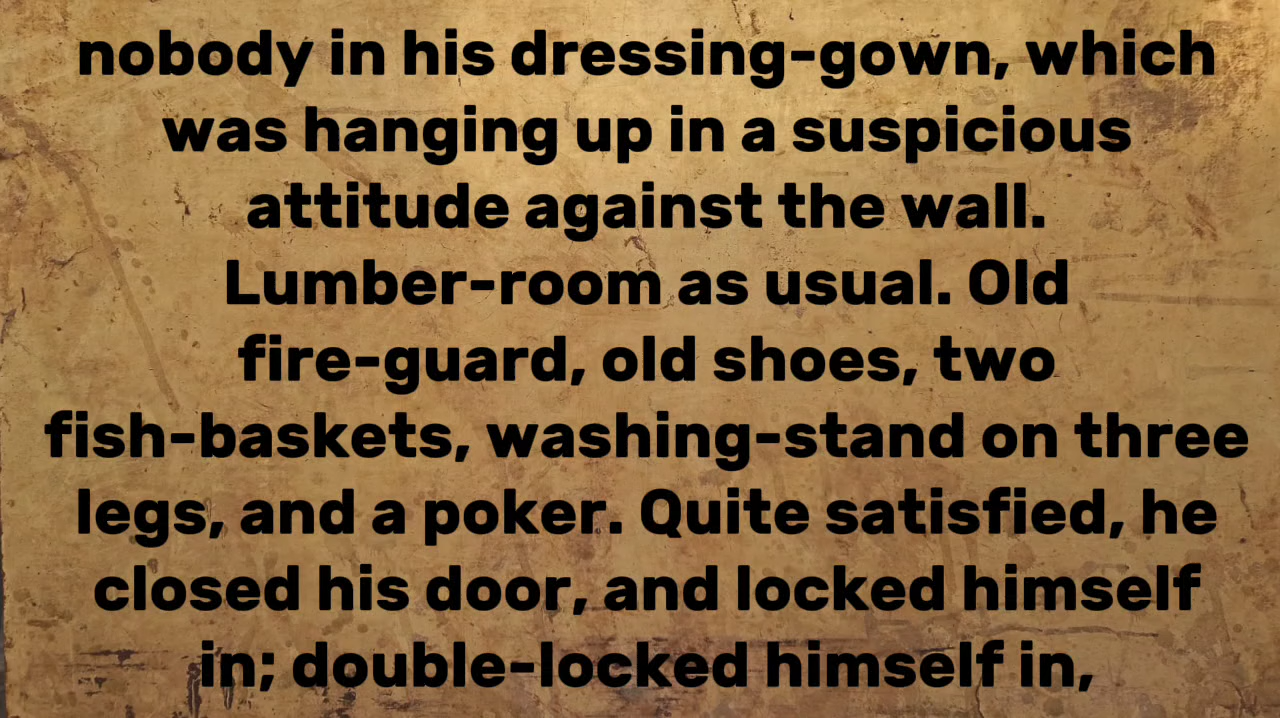 nobody in his dressing-gown, which
was hanging up in a suspicious
attitude against the wall.
Lumber-room as usual. Old
fire-guard, old shoes, two
fish-baskets, washing-stand on three
legs, and a poker. Quite satisfied, he
closed his door, and locked himself
in; double-locked himself in,